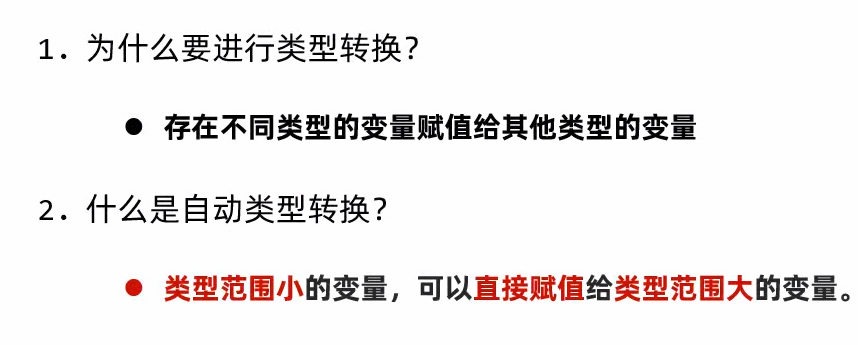 1. 为什么要进行类型转换？
● 存在不同类型的变量赋值给其他类型的变量
2. 什么是自动类型转换？
● 类型范围小的变量，可以直接赋值给类型范围大的变量。